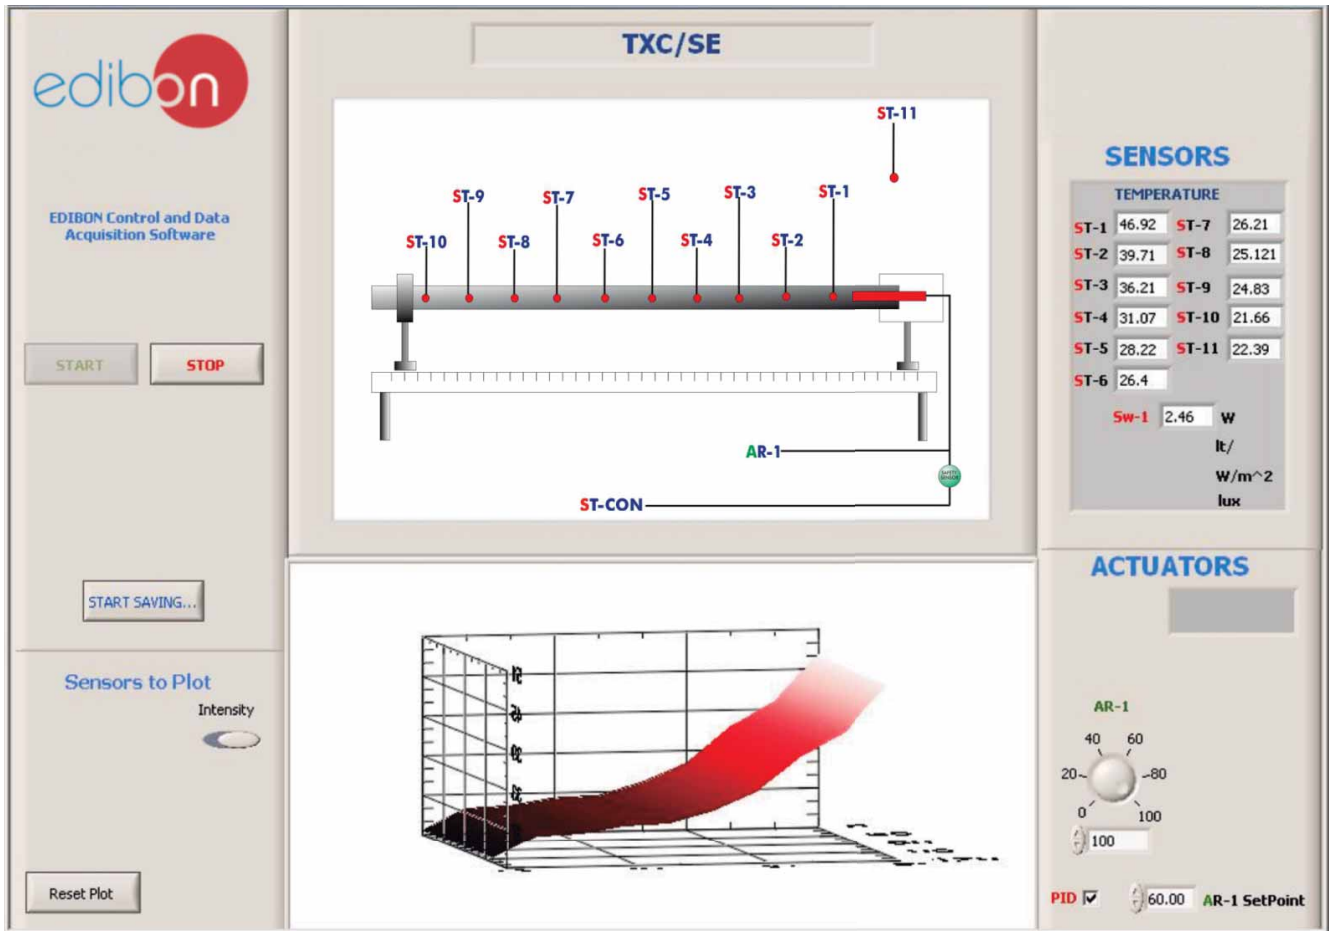 edibon
EDIBON Control and Data
Acquisition Software
START
STOP
START SAVING...
Sensors to Plot
Intensity
Reset Plot
TXC/SE
ST-11
ST-9
ST-7
ST-5
ST-3
ST-1
ST-10
ST-8
ST-6
ST-4
ST-2
AR-1
ST-CON
SENSORS
TEMPERATURE
ST-1 46.92 ST-7 26.21
ST-2 39.71 ST-8 25.121
ST-3 36.21 ST-9 24.83
ST-4 31.07 ST-10 21.66
ST-5 28.22 ST-11 22.39
ST-6 26.4
Sw-1 2.46 W
lt/
W/m^2
lux
ACTUATORS
AR-1
40 60
20 80
0 100
100
PID 60.00 AR-1 SetPoint